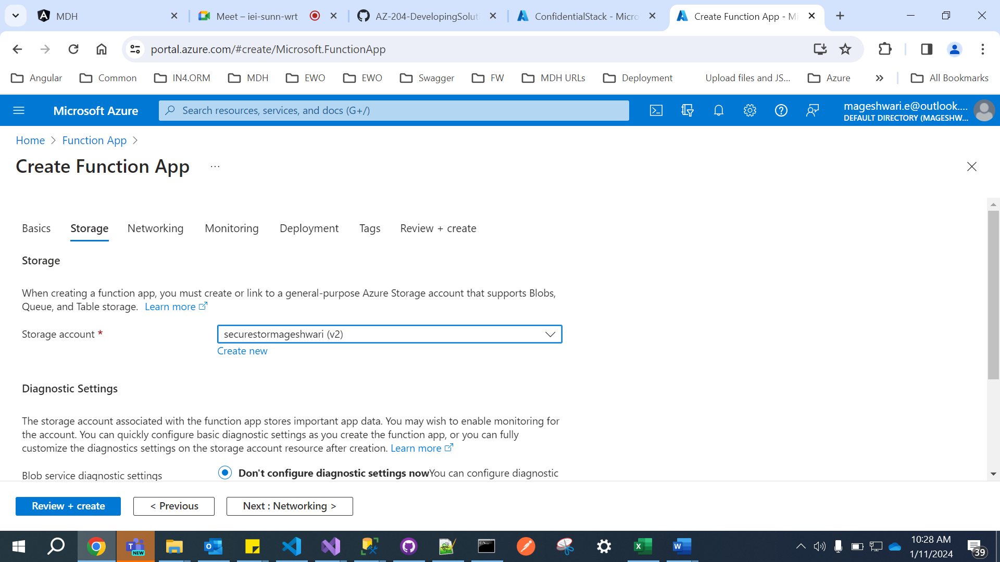 MDH
Meet – iei-sunn-wrt
AZ-204-DevelopingSoluti
ConfidentialStack - Micro
Create Function App - Mi
portal.azure.com/#create/Microsoft.FunctionApp
Angular
Common
IN4.ORM
MDH
EWO
EWO
Swagger
FW
MDH URLs
Deployment
Upload files and JS...
Azure
All Bookmarks
Microsoft Azure
Search resources, services, and docs (G+/)
mageshwari.e@outlook....
DEFAULT DIRECTORY (MAGESHW...
Home
Function App
Create Function App
...
Basics
Storage
Networking
Monitoring
Deployment
Tags
Review + create
Storage
When creating a function app, you must create or link to a general-purpose Azure Storage account that supports Blobs,
Queue, and Table storage. Learn more
Storage account *
securestormageshwari (v2)
Create new
Diagnostic Settings
The storage account associated with the function app stores important app data. You may wish to enable monitoring for
the account. You can quickly configure basic diagnostic settings as you create the function app, or you can fully
customize the diagnostics settings on the storage account resource after creation. Learn more
Blob service diagnostic settings
Don't configure diagnostic settings nowYou can configure diagnostic
Review + create
< Previous
Next : Networking >
NEW
10:28 AM
1/11/2024
39